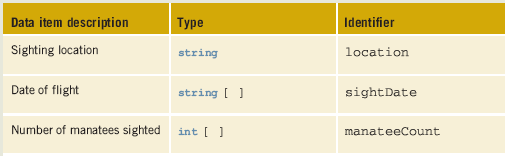 Data item description Type Identifier
Sighting location string location
Date of flight string [ ] sightDate
Number of manatees sighted int [ ] manateeCount